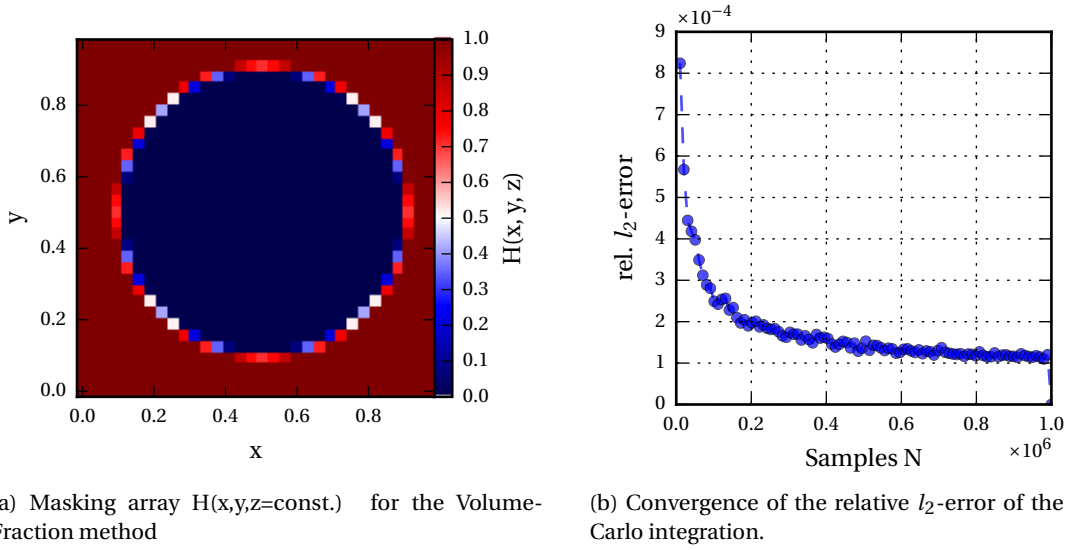 ×10⁻⁴
1.0
0.9
0.8
0.7
0.6
0.5
0.4
0.3
0.2
0.1
0.0
H(x, y, z)
0.8
0.6
0.4
0.2
0.0
y
0.0 0.2 0.4 0.6 0.8
x
9
8
7
6
5
4
3
2
1
0
rel. l₂-error
0.0 0.2 0.4 0.6 0.8 1.0
Samples N ×10⁶
a) Masking array H(x,y,z=const.) for the Volume-
Fraction method
(b) Convergence of the relative l₂-error of the
Carlo integration.